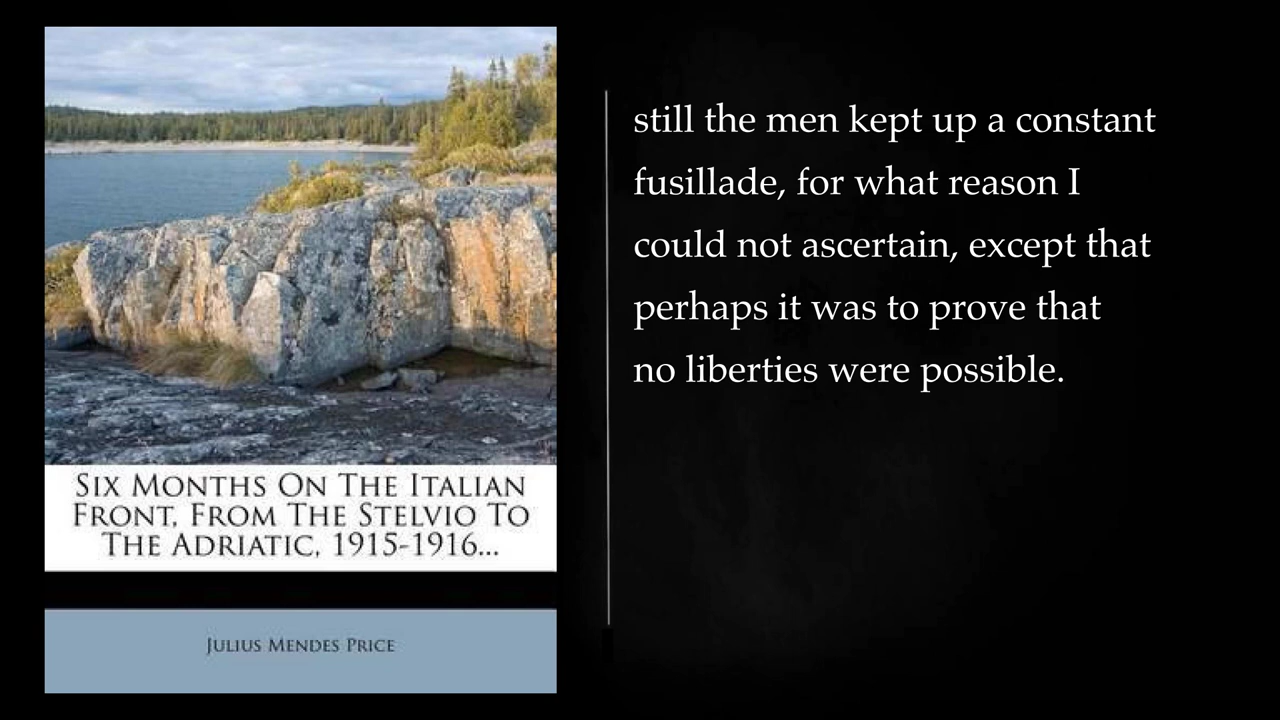 SIX MONTHS ON THE ITALIAN
FRONT, FROM THE STELVIO TO
THE ADRIATIC, 1915-1916...
JULIUS MENDES PRICE
still the men kept up a constant
fusillade, for what reason I
could not ascertain, except that
perhaps it was to prove that
no liberties were possible.